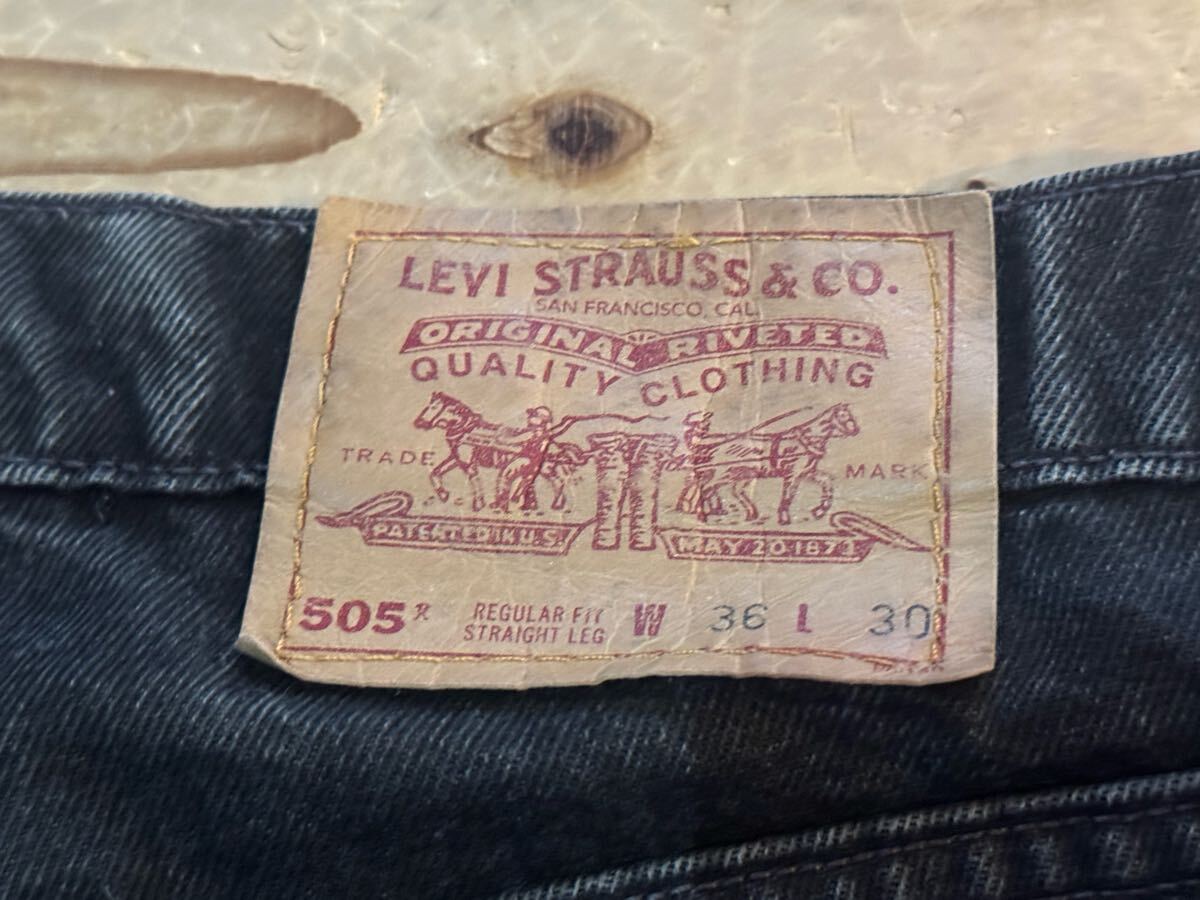 LEVI STRAUSS & CO.
SAN FRANCISCO, CAL.
ORIGINAL RIVETED
QUALITY CLOTHING
TRADE MARK
PATENTED IN U.S. MAY 20 1873
505® REGULAR FIT W 36 L 30
STRAIGHT LEG